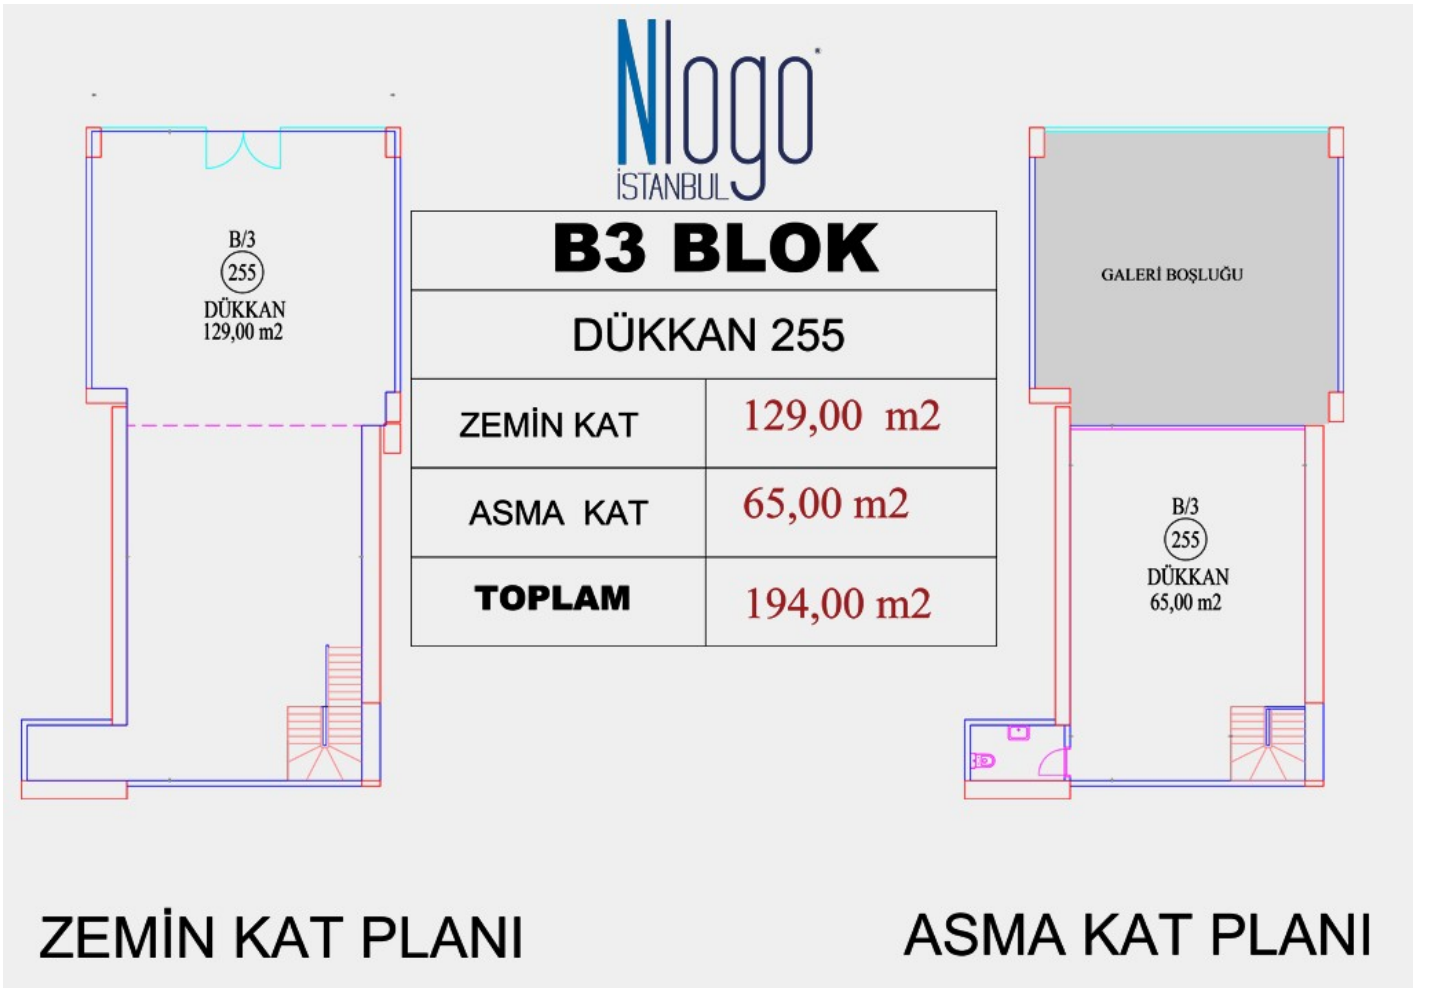 Nlogo
İSTANBUL
B3 BLOK
DÜKKAN 255
ZEMİN KAT 129,00 m2
ASMA KAT 65,00 m2
TOPLAM 194,00 m2
B/3
255
DÜKKAN
129,00 m2
GALERİ BOŞLUĞU
B/3
255
DÜKKAN
65,00 m2
ZEMİN KAT PLANI
ASMA KAT PLANI